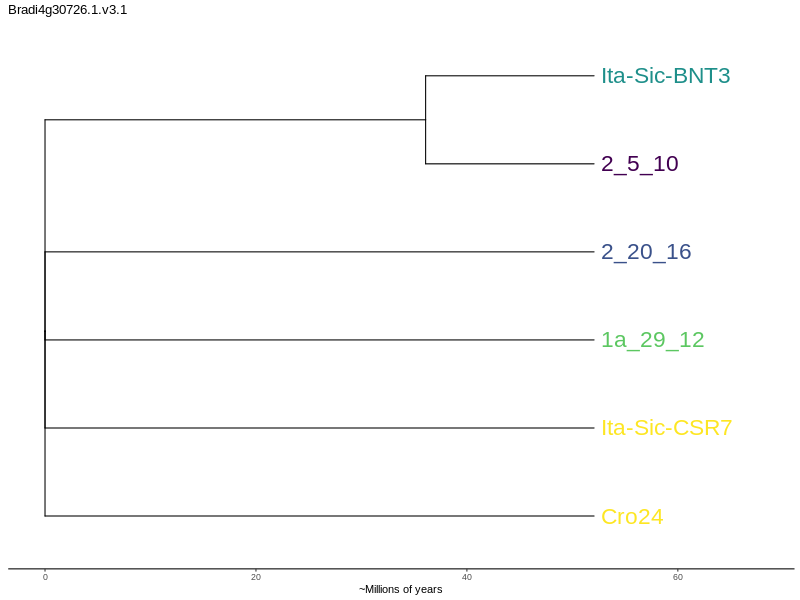 Bradi4g30726.1.v3.1
Ita-Sic-BNT3
2_5_10
2_20_16
1a_29_12
Ita-Sic-CSR7
Cro24
0 20 40 60
~Millions of years